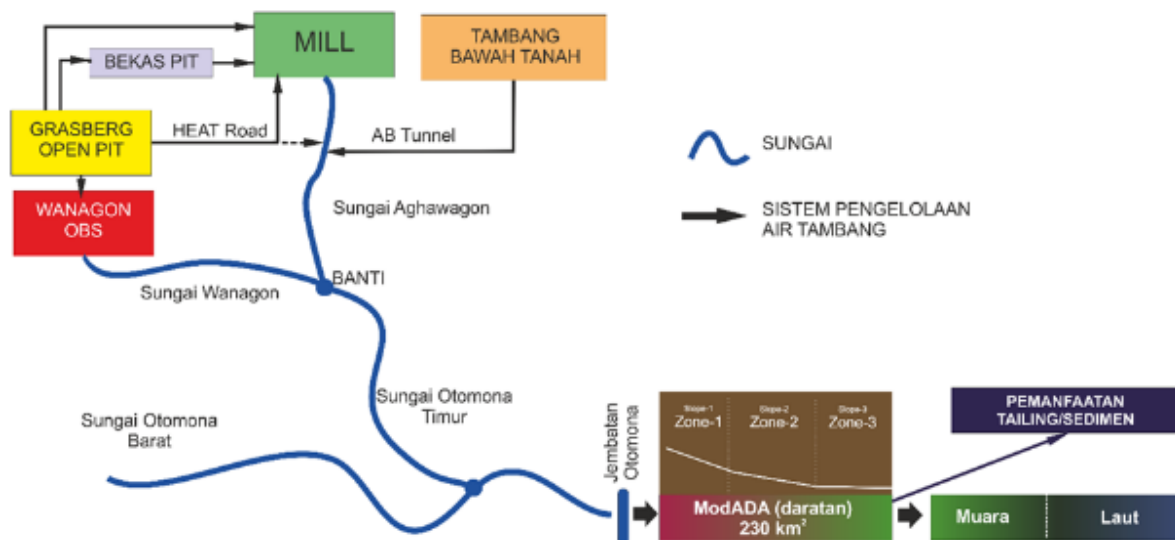 MILL
TAMBANG
BAWAH TANAH
BEKAS PIT
GRASBERG
OPEN PIT
HEAT Road
AB Tunnel
SUNGAI
WANAGON
OBS
Sungai Aghawagon
SISTEM PENGELOLAAN
AIR TAMBANG
BANTI
Sungai Wanagon
Sungai Otomona
Timur
Sungai Otomona
Barat
Jembatan
Otomona
Slope-1
Zone-1
Slope-2
Zone-2
Slope-3
Zone-3
PEMANFAATAN
TAILING/SEDIMEN
ModADA (daratan)
230 km²
Muara
Laut